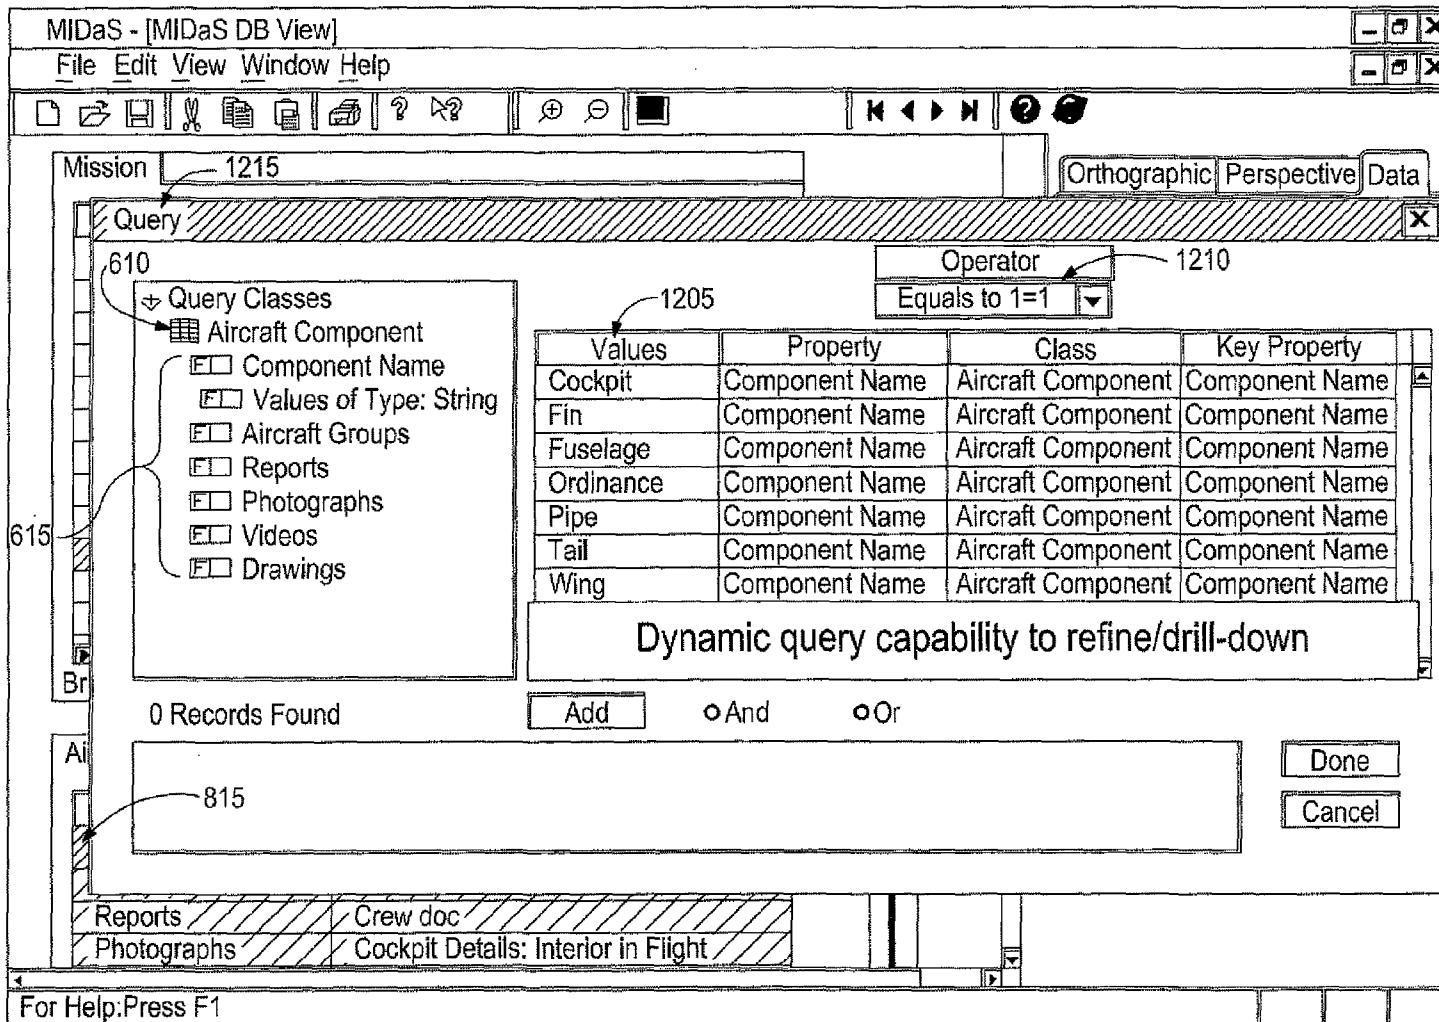 MIDaS - [MIDaS DB View]
File Edit View Window Help
Mission
1215
Orthographic Perspective Data
Query
610
Operator
1210
Equals to 1=1
Query Classes
Aircraft Component
Component Name
Values of Type: String
Aircraft Groups
Reports
Photographs
Videos
Drawings
615
1205
Values Property Class Key Property
Cockpit Component Name Aircraft Component Component Name
Fin Component Name Aircraft Component Component Name
Fuselage Component Name Aircraft Component Component Name
Ordinance Component Name Aircraft Component Component Name
Pipe Component Name Aircraft Component Component Name
Tail Component Name Aircraft Component Component Name
Wing Component Name Aircraft Component Component Name
Dynamic query capability to refine/drill-down
Br
0 Records Found
Add And Or
Ai
815
Done
Cancel
Reports Crew doc
Photographs Cockpit Details: Interior in Flight
For Help:Press F1